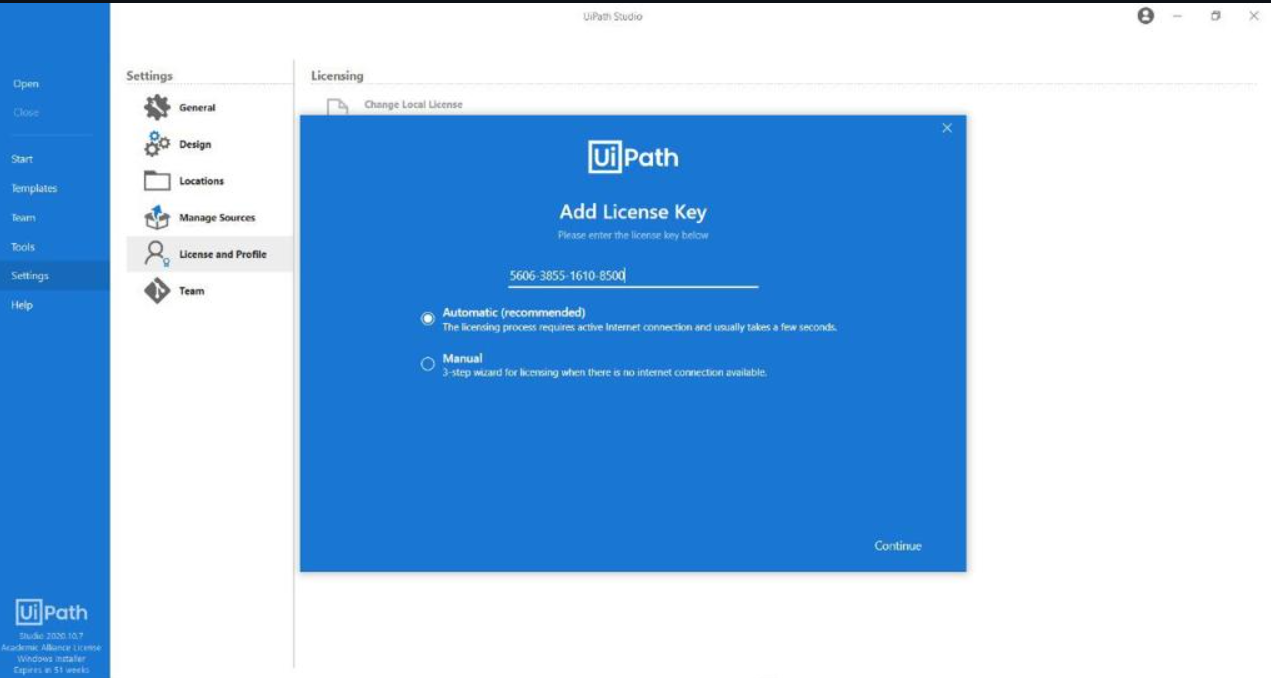 UiPath Studio
Open
Close
Start
Templates
Team
Tools
Settings
Help
UiPath
Studio 2020.10.7
Academic Alliance License
Windows Installer
Expires in 51 weeks
Settings
General
Design
Locations
Manage Sources
License and Profile
Team
Licensing
Change Local License
UiPath
Add License Key
Please enter the license key below
5606-3855-1610-8500
Automatic (recommended)
The licensing process requires active Internet connection and usually takes a few seconds.
Manual
3-step wizard for licensing when there is no internet connection available.
Continue